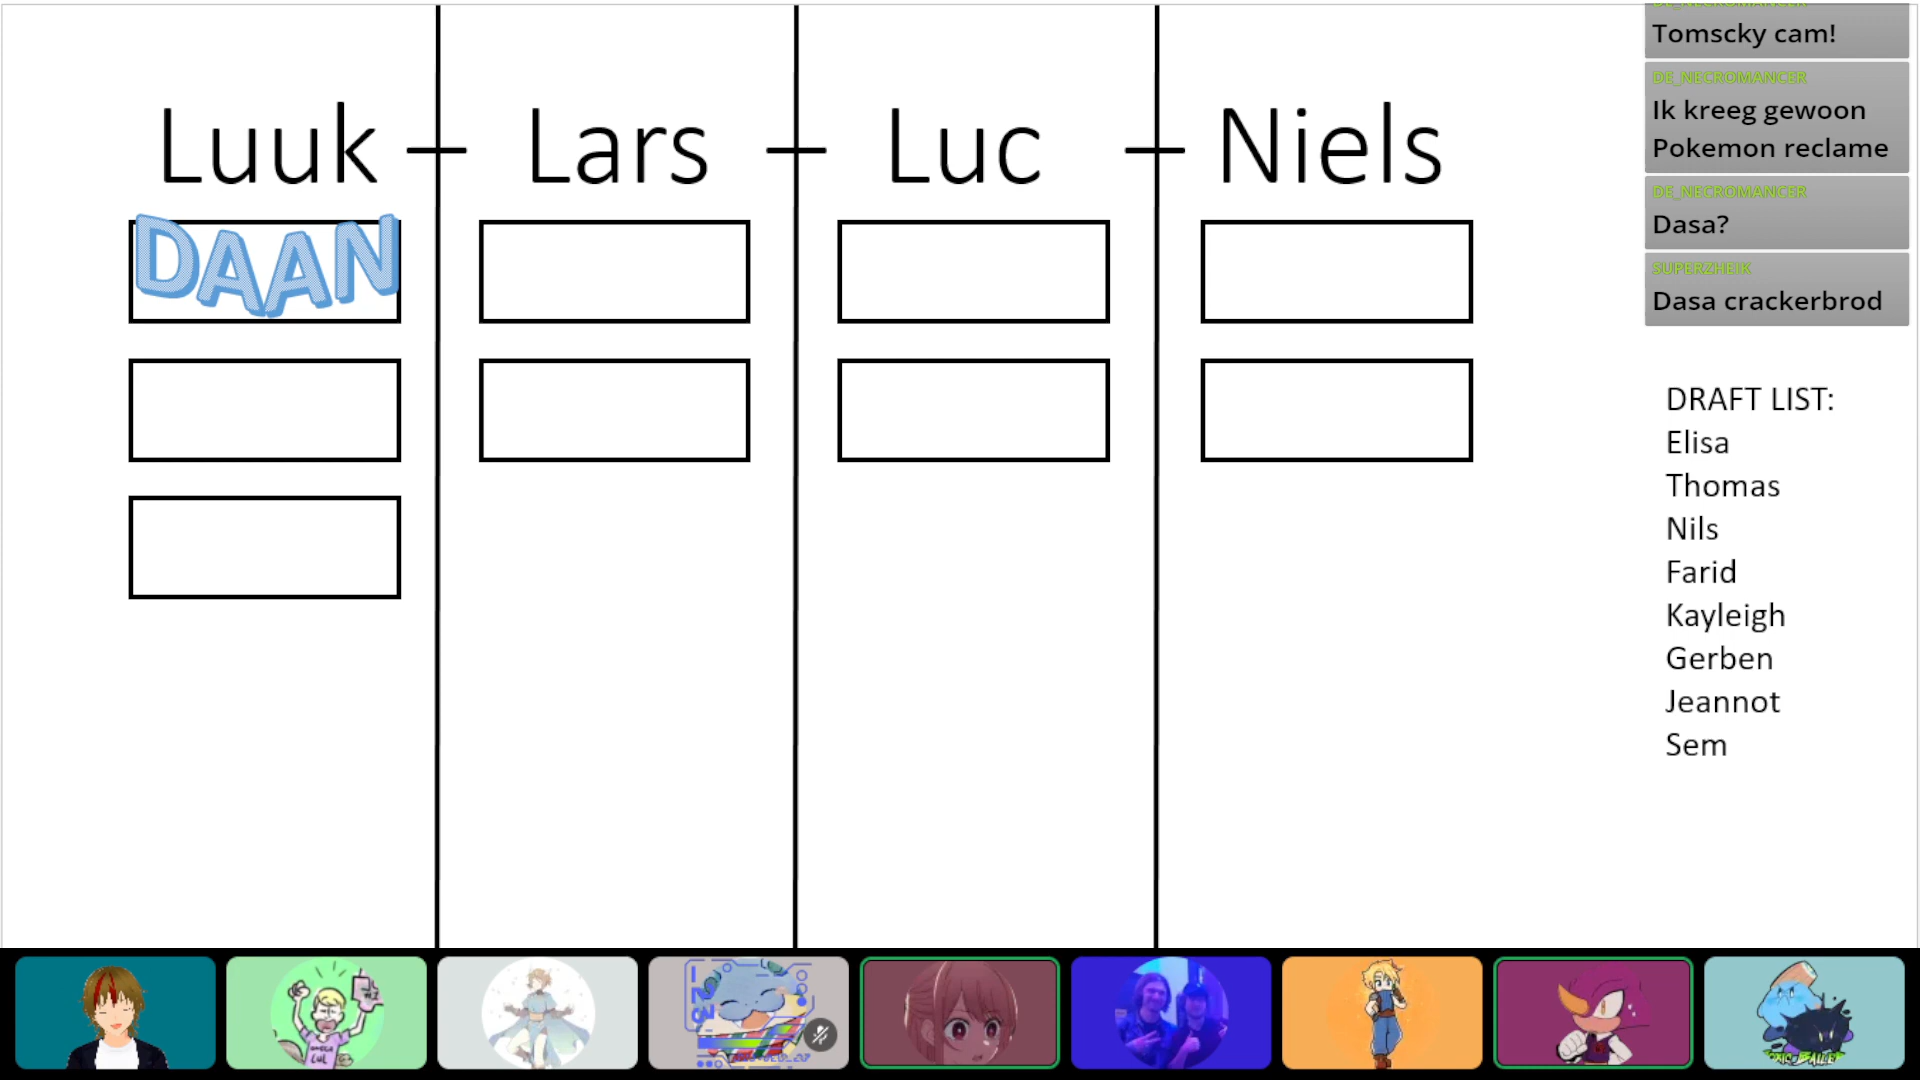 Luuk
Lars
Luc
Niels
DAAN
Tomscky cam!
DE_NECROMANCER
Ik kreeg gewoon
Pokemon reclame
DE_NECROMANCER
Dasa?
SUPERZHEIK
Dasa crackerbrod
DRAFT LIST:
Elisa
Thomas
Nils
Farid
Kayleigh
Gerben
Jeannot
Sem